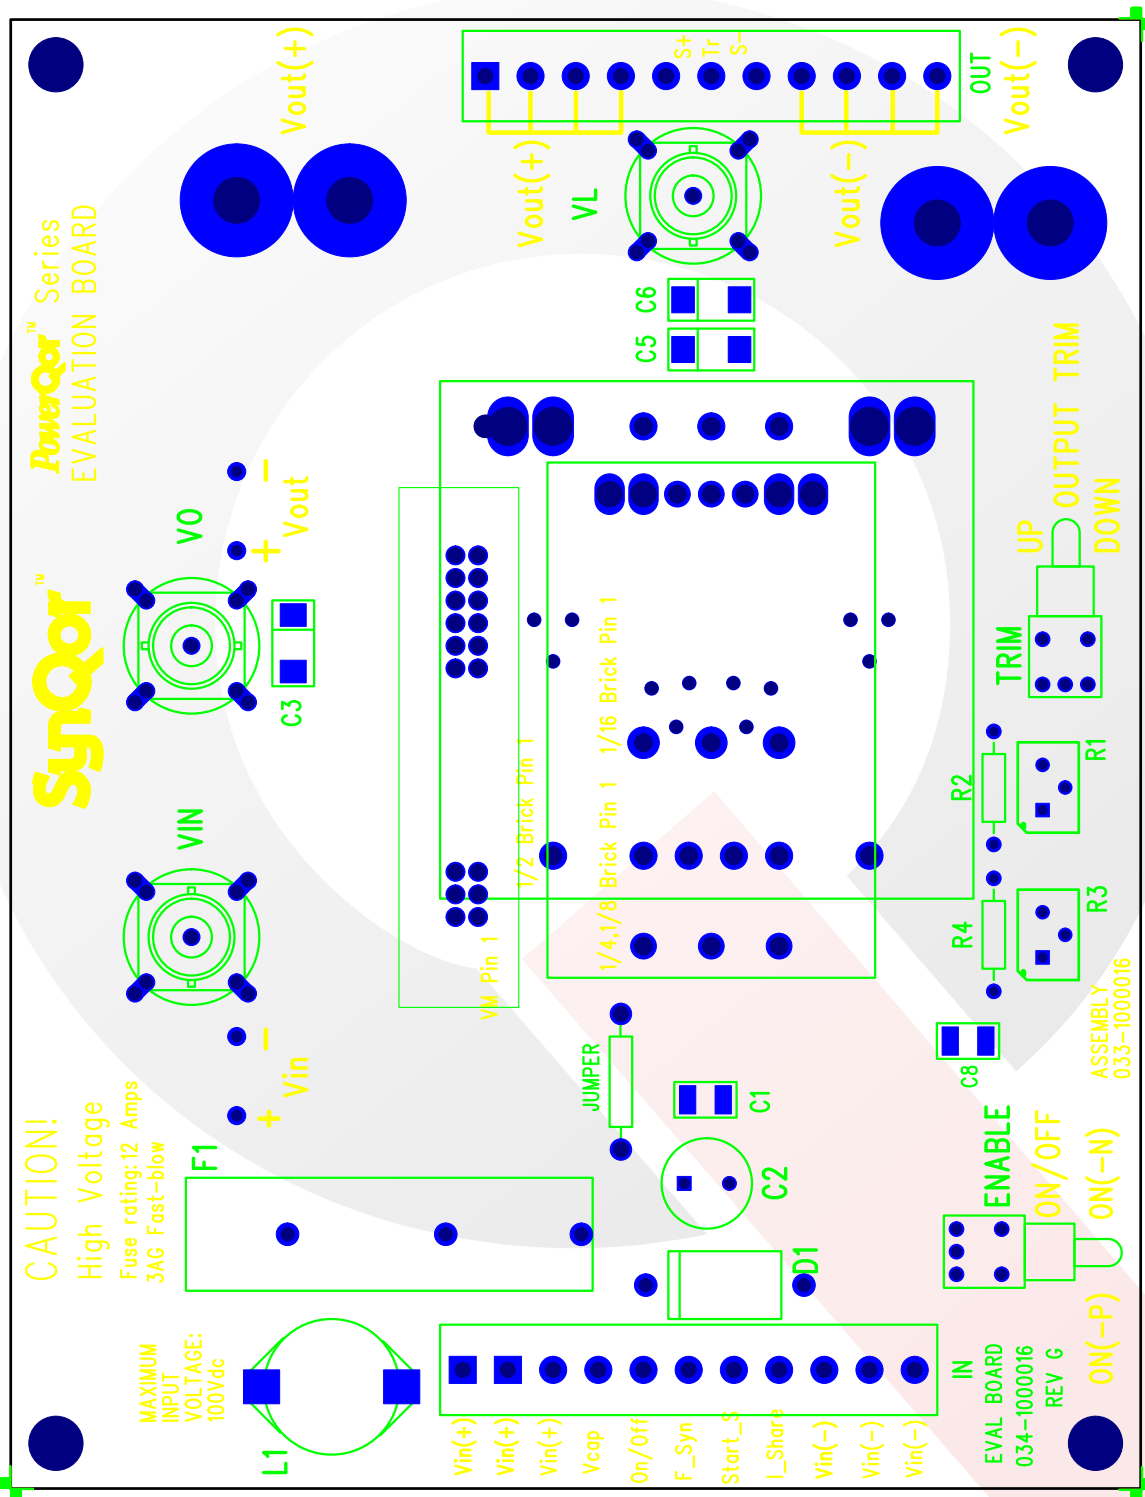 SynQor™
PowerQor™ Series
EVALUATION BOARD
CAUTION!
High Voltage
Fuse rating:12 Amps
3AG Fast-blow
MAXIMUM
INPUT
VOLTAGE:
100Vdc
L1
F1
+ -
Vin
VIN
VO
C3
+ -
Vout
Vout(+)
VM Pin 1
1/2 Brick Pin 1
1/4,1/8 Brick Pin 1
1/16 Brick Pin 1
JUMPER
C1
C2
D1
C5
C6
VL
Vout(+)
Vout(-)
S+
Tr
S-
OUT
Vout(-)
Vin(+)
Vin(+)
Vin(+)
Vcap
On/Off
F_Syn
Start_S
I_Share
Vin(-)
Vin(-)
Vin(-)
IN
EVAL BOARD
034-1000016
REV G
ENABLE
ON/OFF
ON(-P)
ON(-N)
C8
ASSEMBLY
033-1000016
R4
R3
R2
R1
TRIM
UP
OUTPUT TRIM
DOWN